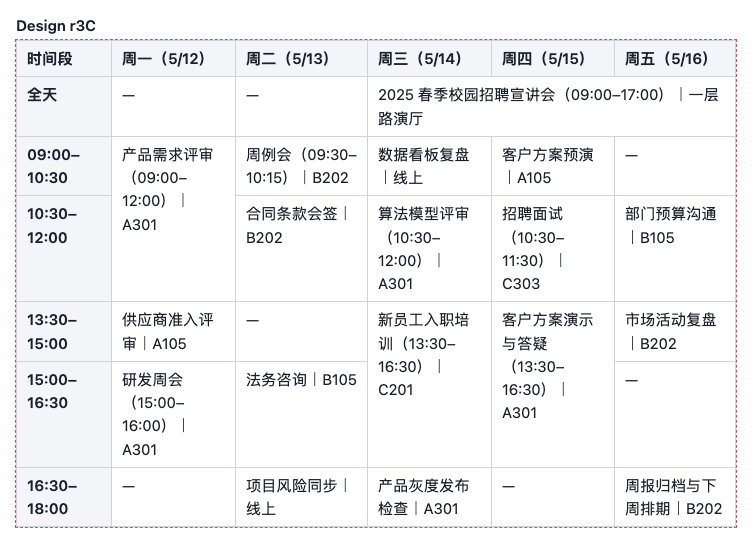 Design r3C
时间段
周一（5/12）
周二（5/13）
周三（5/14）
周四（5/15）
周五（5/16）
全天
—
—
2025 春季校园招聘宣讲会（09:00–17:00）｜一层
路演厅
09:00–
10:30
产品需求评审
（09:00–
12:00）｜
A301
周例会（09:30–
10:15）｜B202
数据看板复盘
｜线上
客户方案预演
｜A105
—
10:30–
12:00
合同条款会签｜
B202
算法模型评审
（10:30–
12:00）｜
A301
招聘面试
（10:30–
11:30）｜
C303
部门预算沟通
｜B105
13:30–
15:00
供应商准入评
审｜A105
—
新员工入职培
训（13:30–
16:30）｜
C201
客户方案演示
与答疑
（13:30–
16:30）｜
A301
市场活动复盘
｜B202
15:00–
16:30
研发周会
（15:00–
16:00）｜
A301
法务咨询｜B105
—
16:30–
18:00
—
项目风险同步｜
线上
产品灰度发布
检查｜A301
—
周报归档与下
周排期｜B202